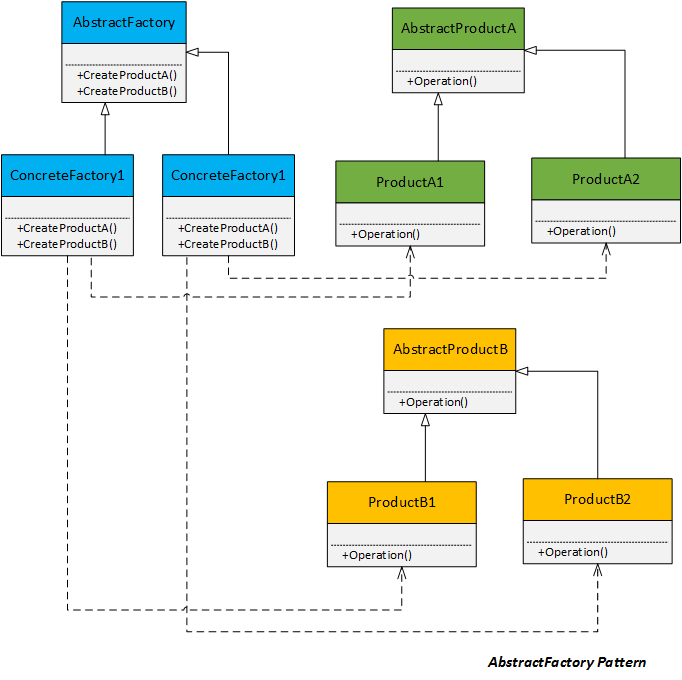 AbstractFactory
+CreateProductA()
+CreateProductB()
AbstractProductA
+Operation()
ConcreteFactory1
+CreateProductA()
+CreateProductB()
ConcreteFactory1
+CreateProductA()
+CreateProductB()
ProductA1
+Operation()
ProductA2
+Operation()
AbstractProductB
+Operation()
ProductB1
+Operation()
ProductB2
+Operation()
AbstractFactory Pattern